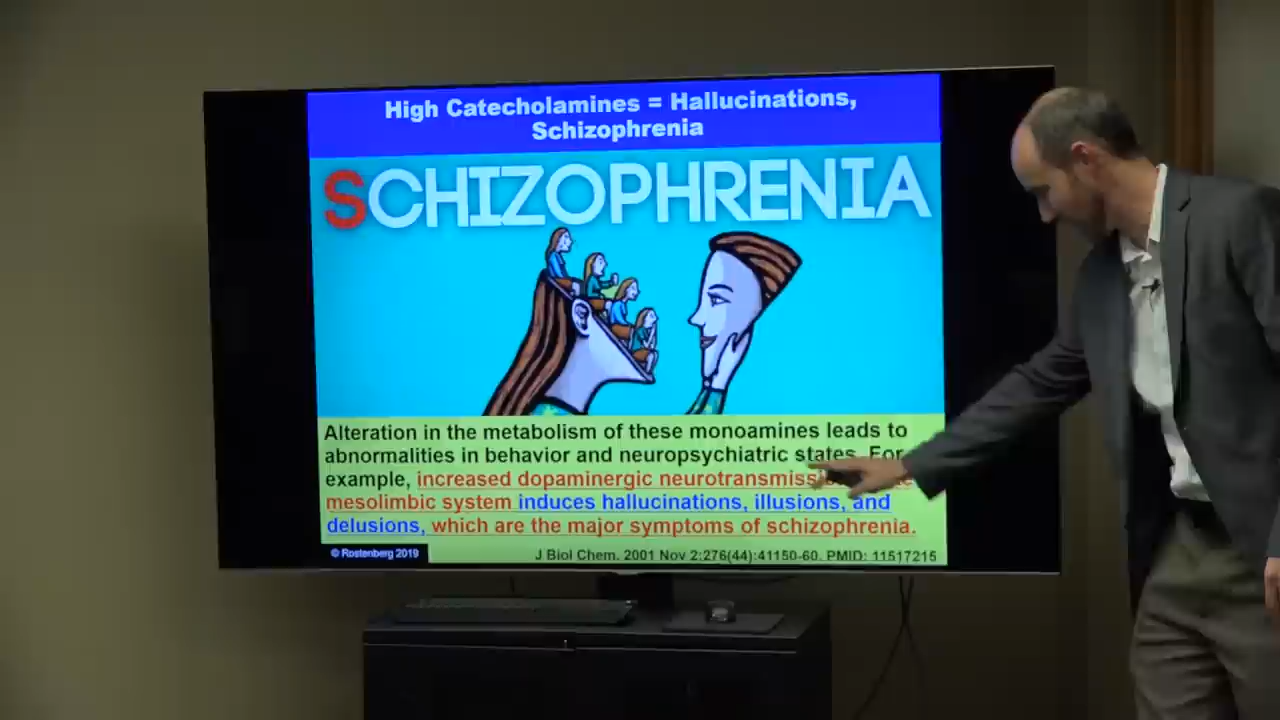 High Catecholamines = Hallucinations,
Schizophrenia
SCHIZOPHRENIA
Alteration in the metabolism of these monoamines leads to
abnormalities in behavior and neuropsychiatric states. For
example, increased dopaminergic
mesolimbic system induces hallucinations, illusions, and
delusions, which are the major symptoms of schizophrenia.
© Rostenberg 2019
J Biol Chem. 2001 Nov 2;276(44):41150-60. PMID: 11517215